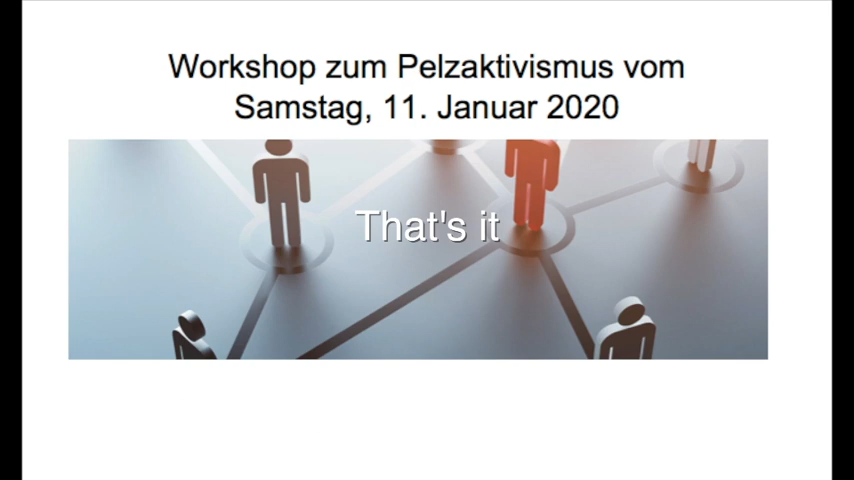 Workshop zum Pelzaktivismus vom
Samstag, 11. Januar 2020
That's it